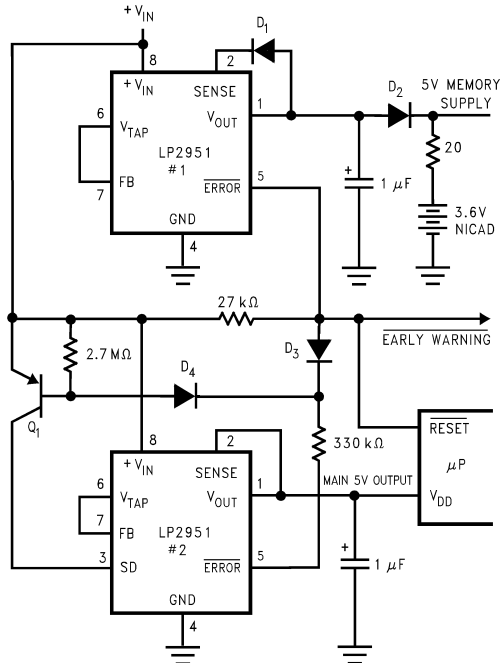 + VIN
8
2
D1
+ VIN
SENSE
6
VTAP
1
VOUT
D2
5V MEMORY
SUPPLY
LP2951
#1
20
5
ERROR
7
FB
+
1 μF
3.6V
NICAD
GND
4
27 kΩ
EARLY WARNING
2.7 MΩ
D3
D4
Q1
330 kΩ
RESET
8
2
+ VIN
SENSE
μP
6
VTAP
1
VOUT
MAIN 5V OUTPUT
VDD
7
FB
LP2951
#2
3
SD
5
ERROR
+
1 μF
GND
4